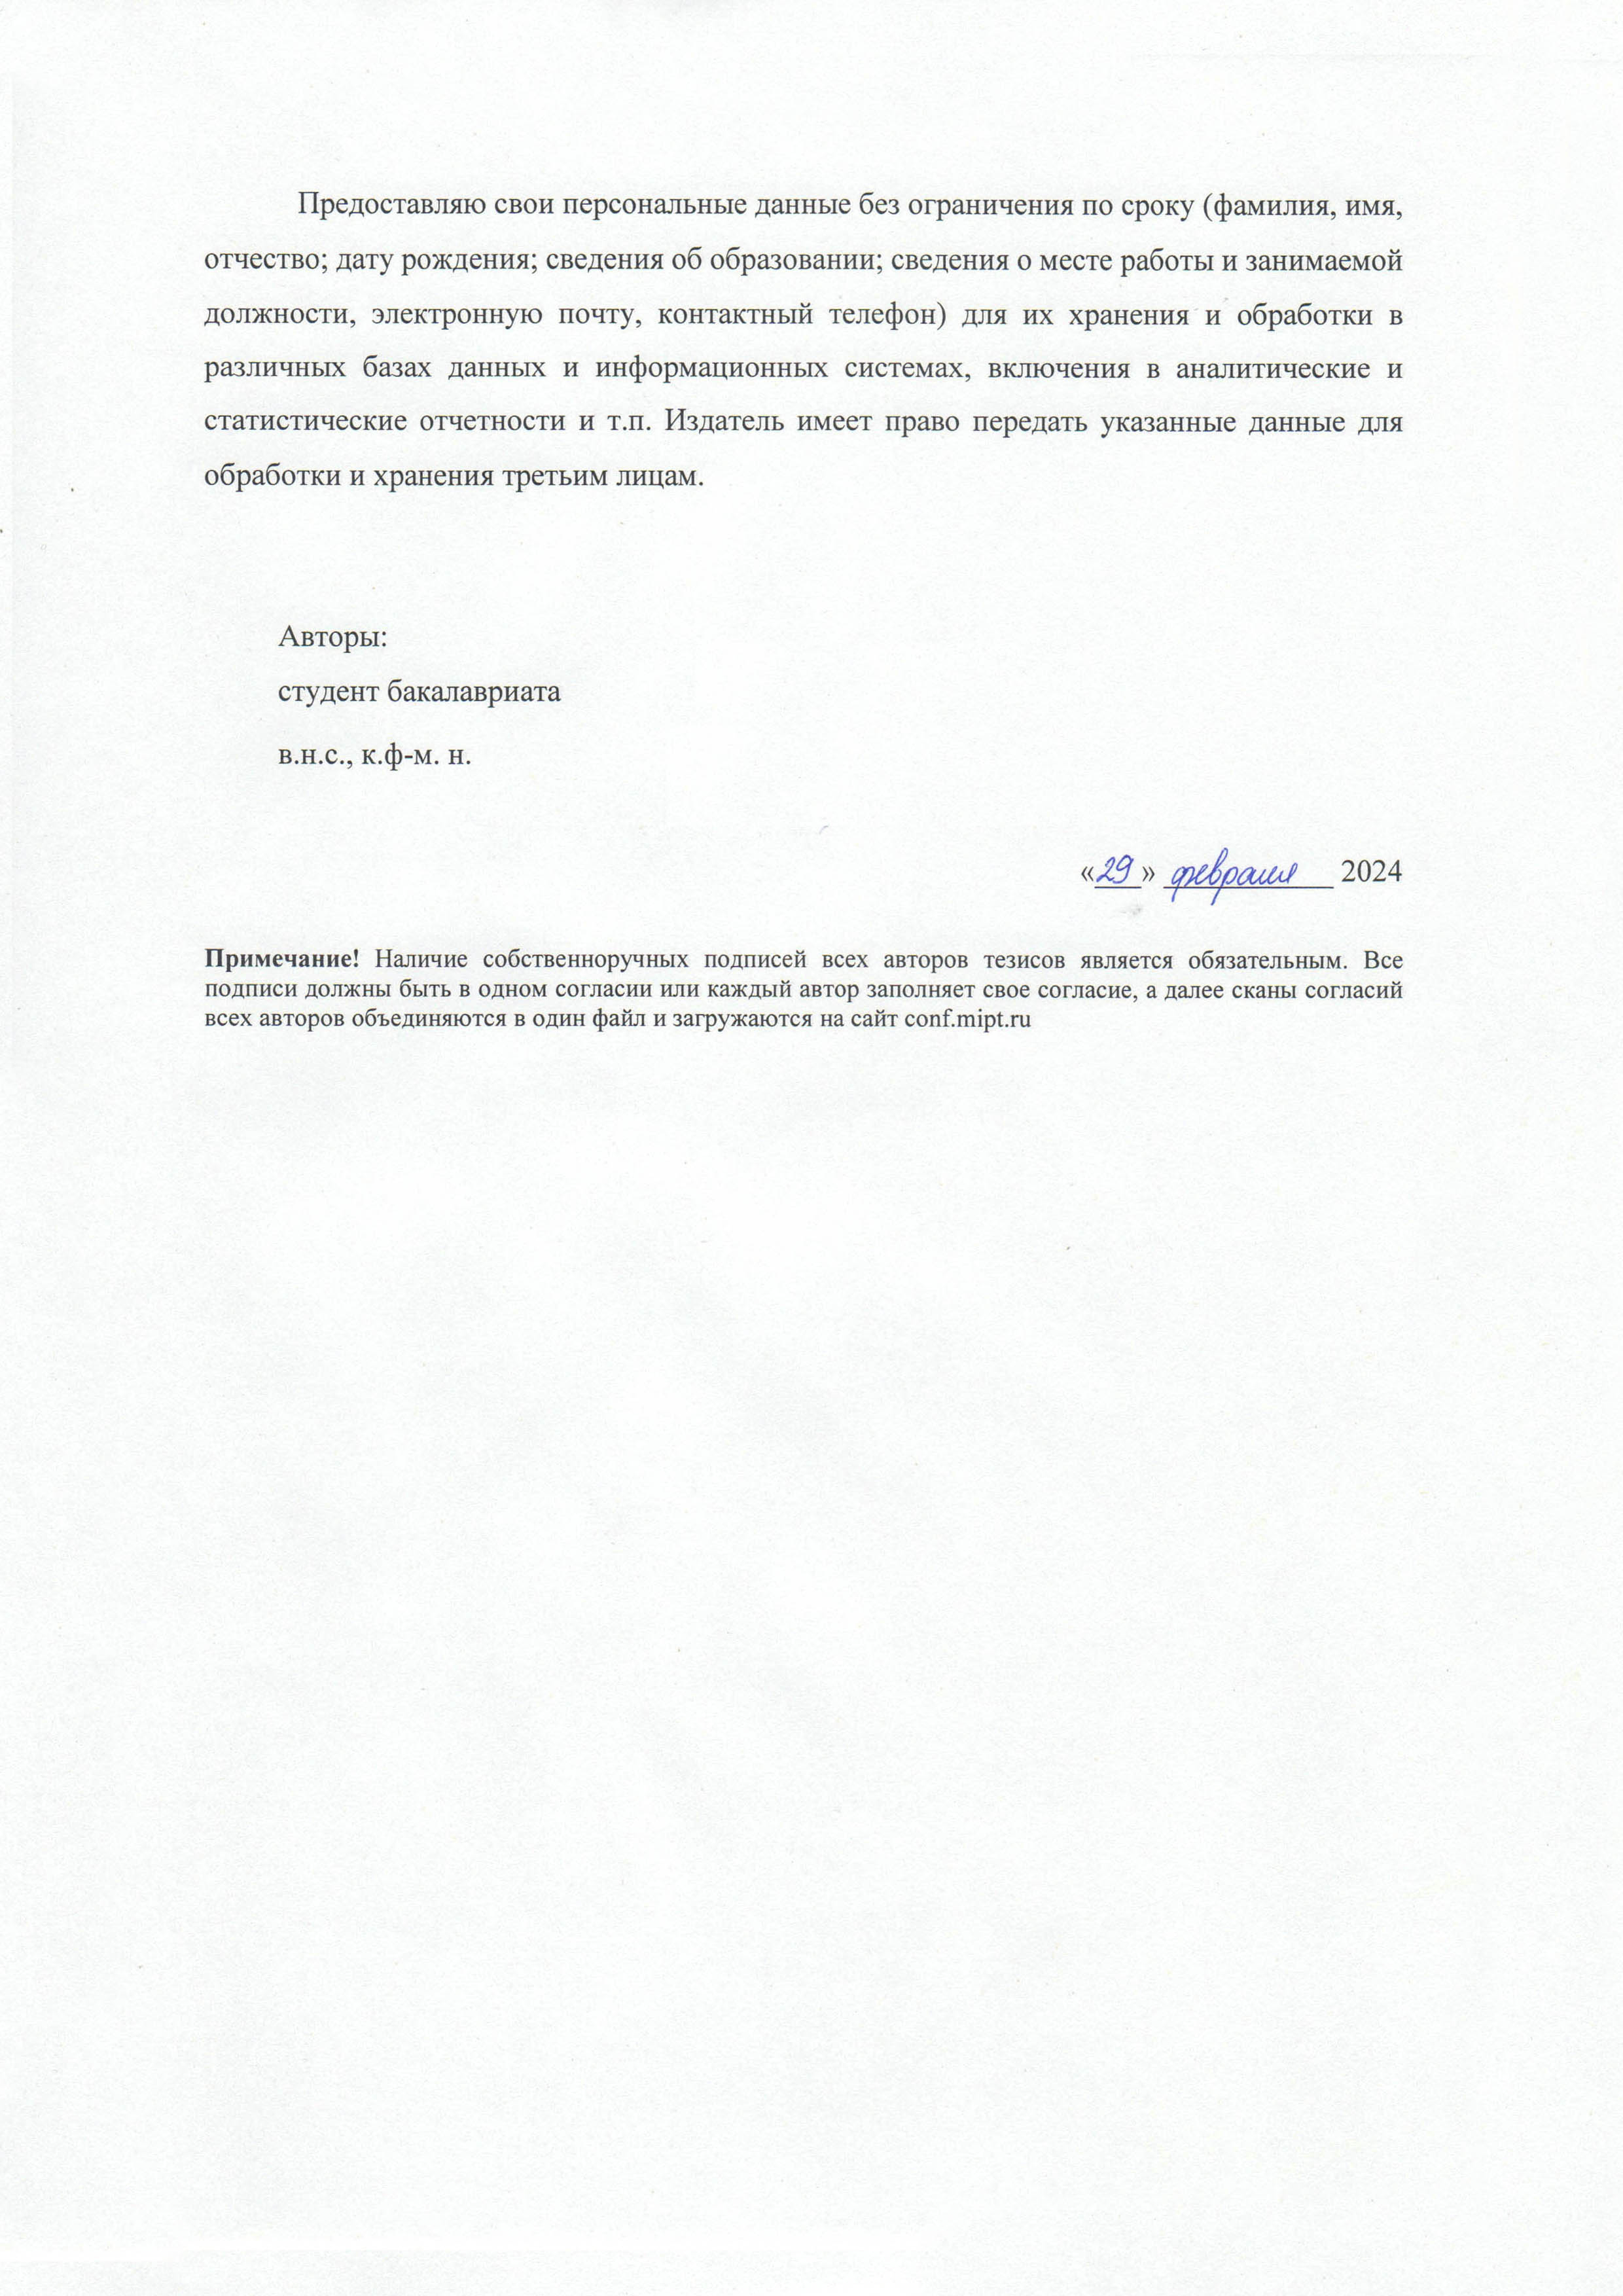 Предоставляю свои персональные данные без ограничения по сроку (фамилия, имя,
отчество; дату рождения; сведения об образовании; сведения о месте работы и занимаемой
должности, электронную почту, контактный телефон) для их хранения и обработки в
различных базах данных и информационных системах, включения в аналитические и
статистические отчетности и т.п. Издатель имеет право передать указанные данные для
обработки и хранения третьим лицам.
Авторы:
студент бакалавриата
в.н.с., к.ф-м. н.
«29» февраля 2024
Примечание! Наличие собственноручных подписей всех авторов тезисов является обязательным. Все
подписи должны быть в одном согласии или каждый автор заполняет свое согласие, а далее сканы согласий
всех авторов объединяются в один файл и загружаются на сайт conf.mipt.ru